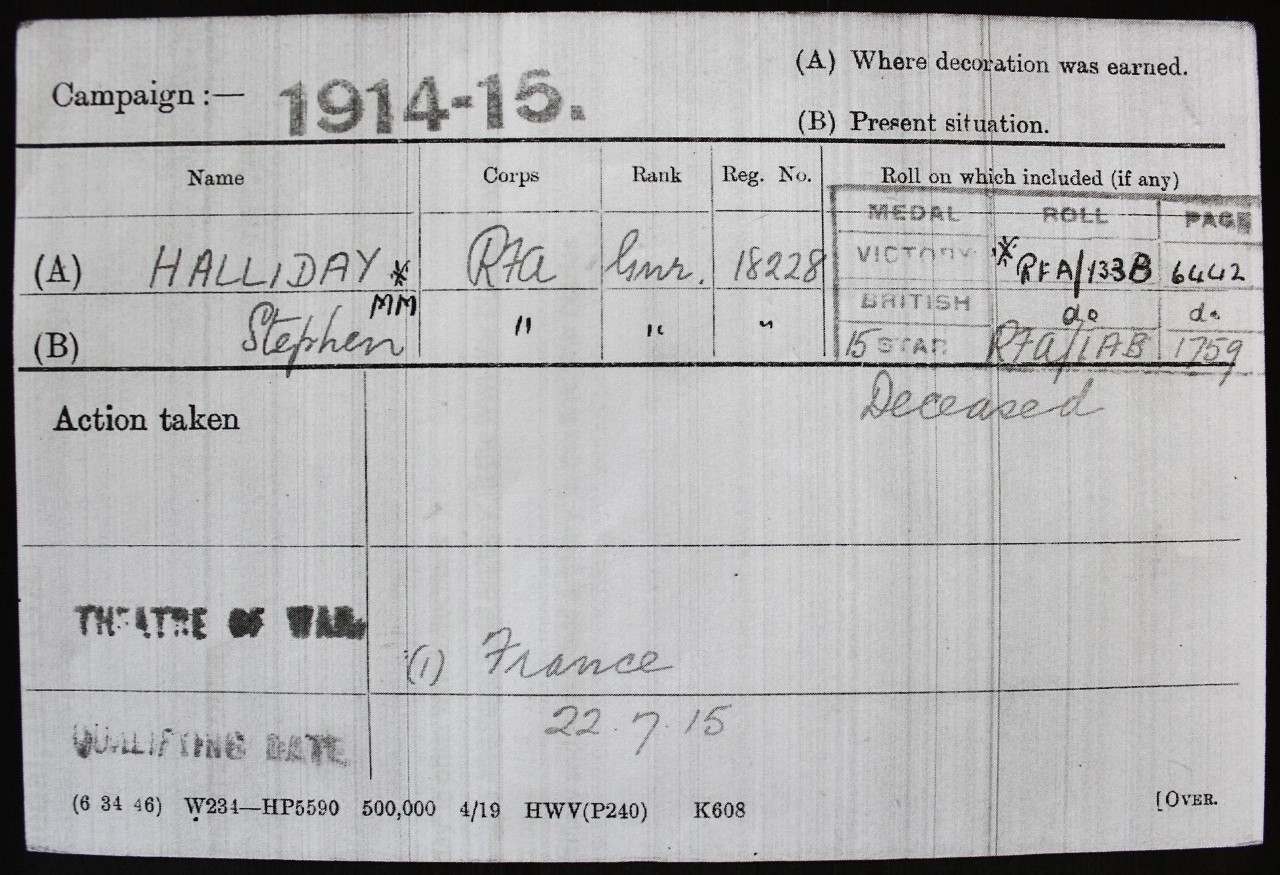 Campaign :— 1914-15.
(A) Where decoration was earned.
(B) Present situation.
Name Corps Rank Reg. No. Roll on which included (if any)
MEDAL ROLL PAGE
(A) HALLIDAY * RFA Gnr. 18228 VICTORY * RFA/133B 6442
MM
(B) Stephen " " " BRITISH do do
15 STAR RFA/1AB 1759
Action taken
Deceased
THEATRE OF WAR.
(1) France
QUALIFYING DATE
22.7.15
(6 34 46) W234—HP5590 500,000 4/19 HWV(P240) K608
[OVER.